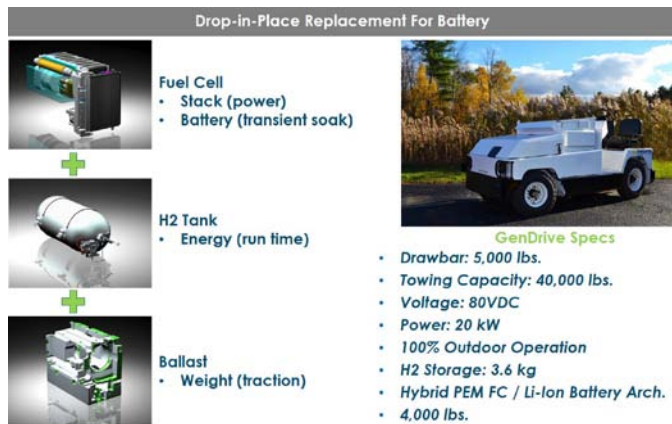 Drop-in-Place Replacement For Battery
Fuel Cell
• Stack (power)
• Battery (transient soak)
H2 Tank
• Energy (run time)
Ballast
• Weight (traction)
GenDrive Specs
• Drawbar: 5,000 lbs.
• Towing Capacity: 40,000 lbs.
• Voltage: 80VDC
• Power: 20 kW
• 100% Outdoor Operation
• H2 Storage: 3.6 kg
• Hybrid PEM FC / Li-Ion Battery Arch.
• 4,000 lbs.